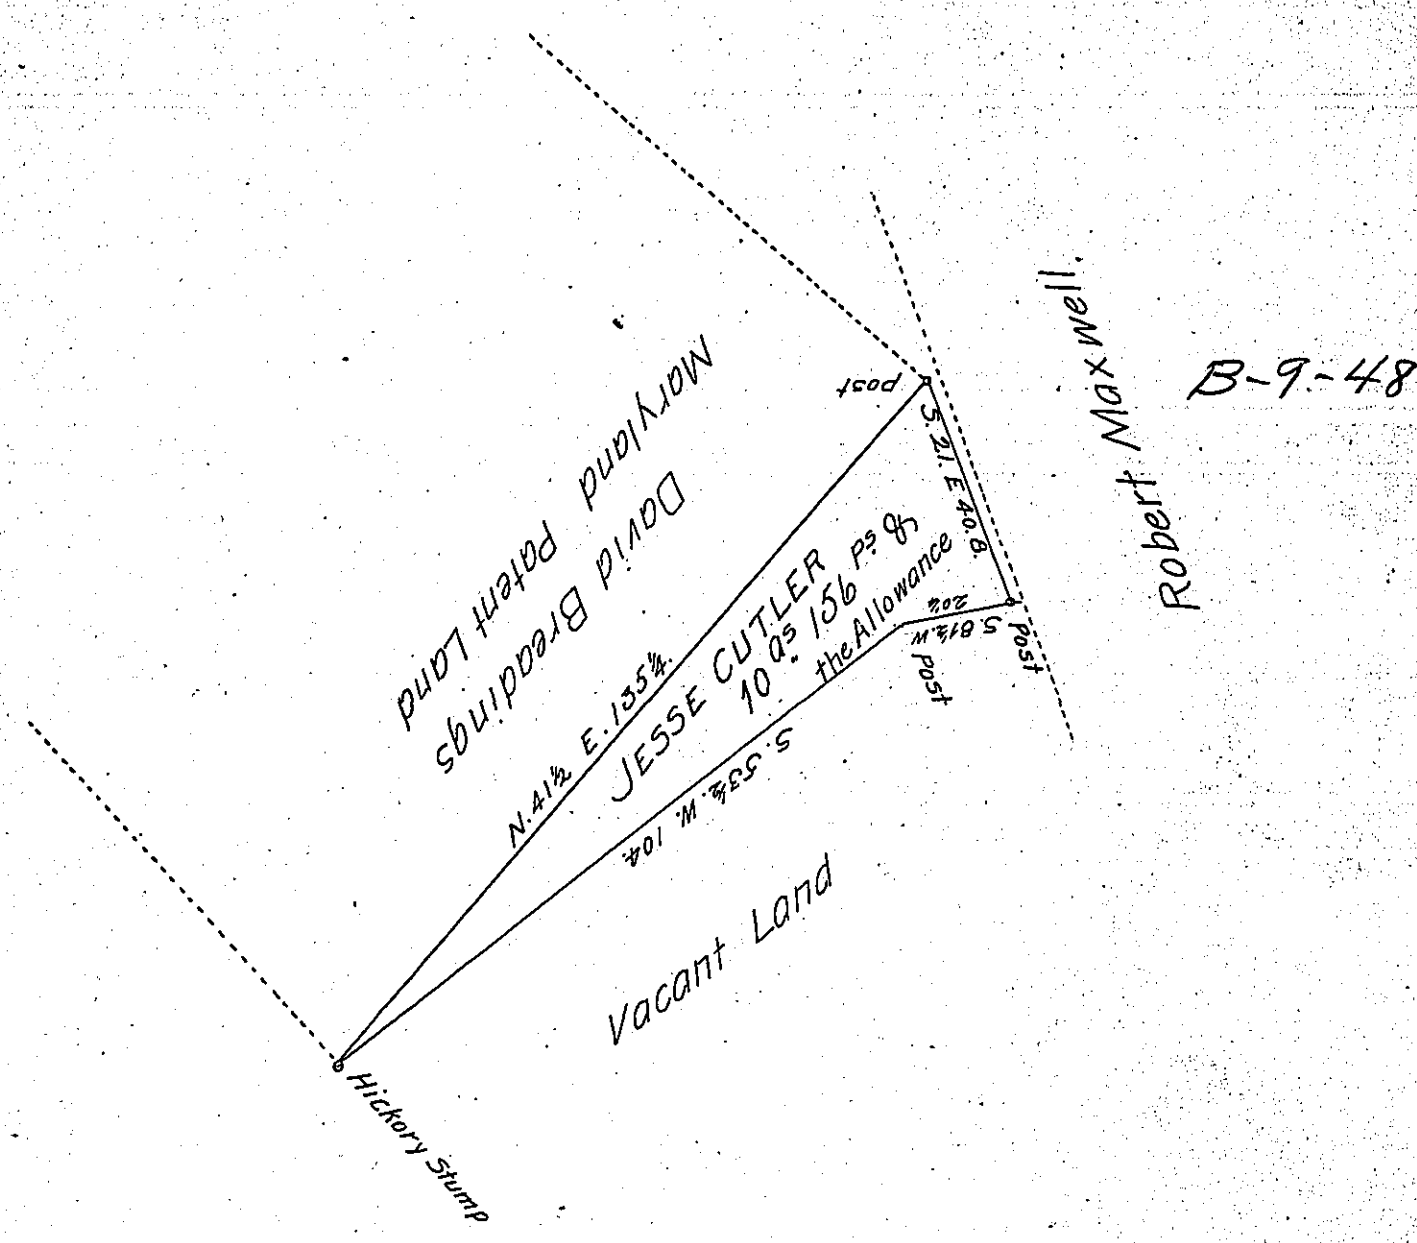 Maryland Patent Land
David Breadings
post
Robert Maxwell.
B-9-48
S. 21. E 40.8.
N. 41½ E. 135¼.
JESSE CUTLER
10 as 156 ps &
the Allowance
20¼
S. 81½. W
Post
Post
S. 53½. W. 104.
Vacant Land
Hickory Stump